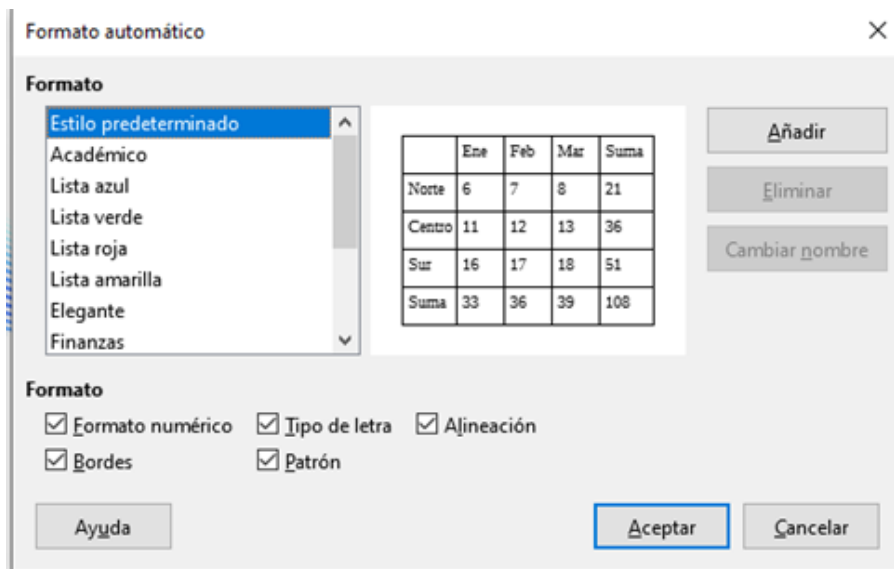 Formato automático
Formato
Estilo predeterminado
Académico
Lista azul
Lista verde
Lista roja
Lista amarilla
Elegante
Finanzas
Ene Feb Mar Suma
Norte 6 7 8 21
Centro 11 12 13 36
Sur 16 17 18 51
Suma 33 36 39 108
Añadir
Eliminar
Cambiar nombre
Formato
Formato numérico Tipo de letra Alineación
Bordes Patrón
Ayuda Aceptar Cancelar